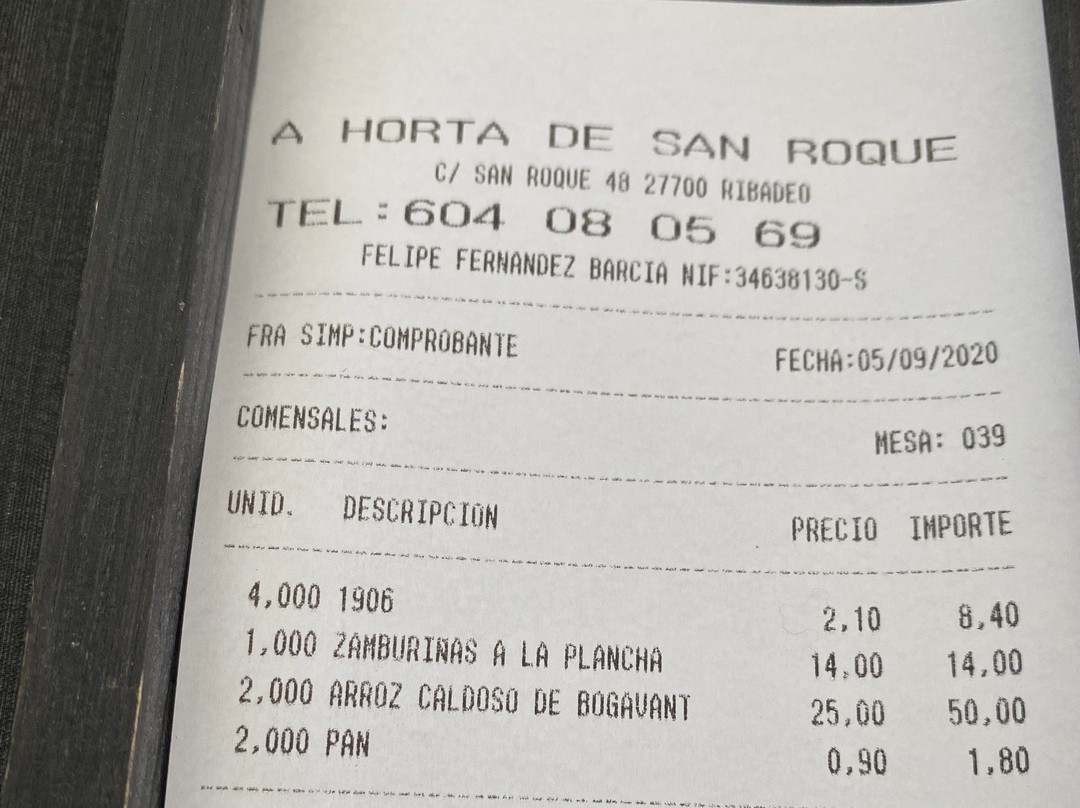 A HORTA DE SAN ROQUE
C/ SAN ROQUE 48 27700 RIBADEO
TEL:604 08 05 69
FELIPE FERNANDEZ BARCIA NIF:34638130-S
FRA SIMP:COMPROBANTE FECHA:05/09/2020
COMENSALES: MESA: 039
UNID. DESCRIPCION PRECIO IMPORTE
4,000 1906 2,10 8,40
1,000 ZAMBURIÑAS A LA PLANCHA 14,00 14,00
2,000 ARROZ CALDOSO DE BOGAVANT 25,00 50,00
2,000 PAN 0,90 1,80